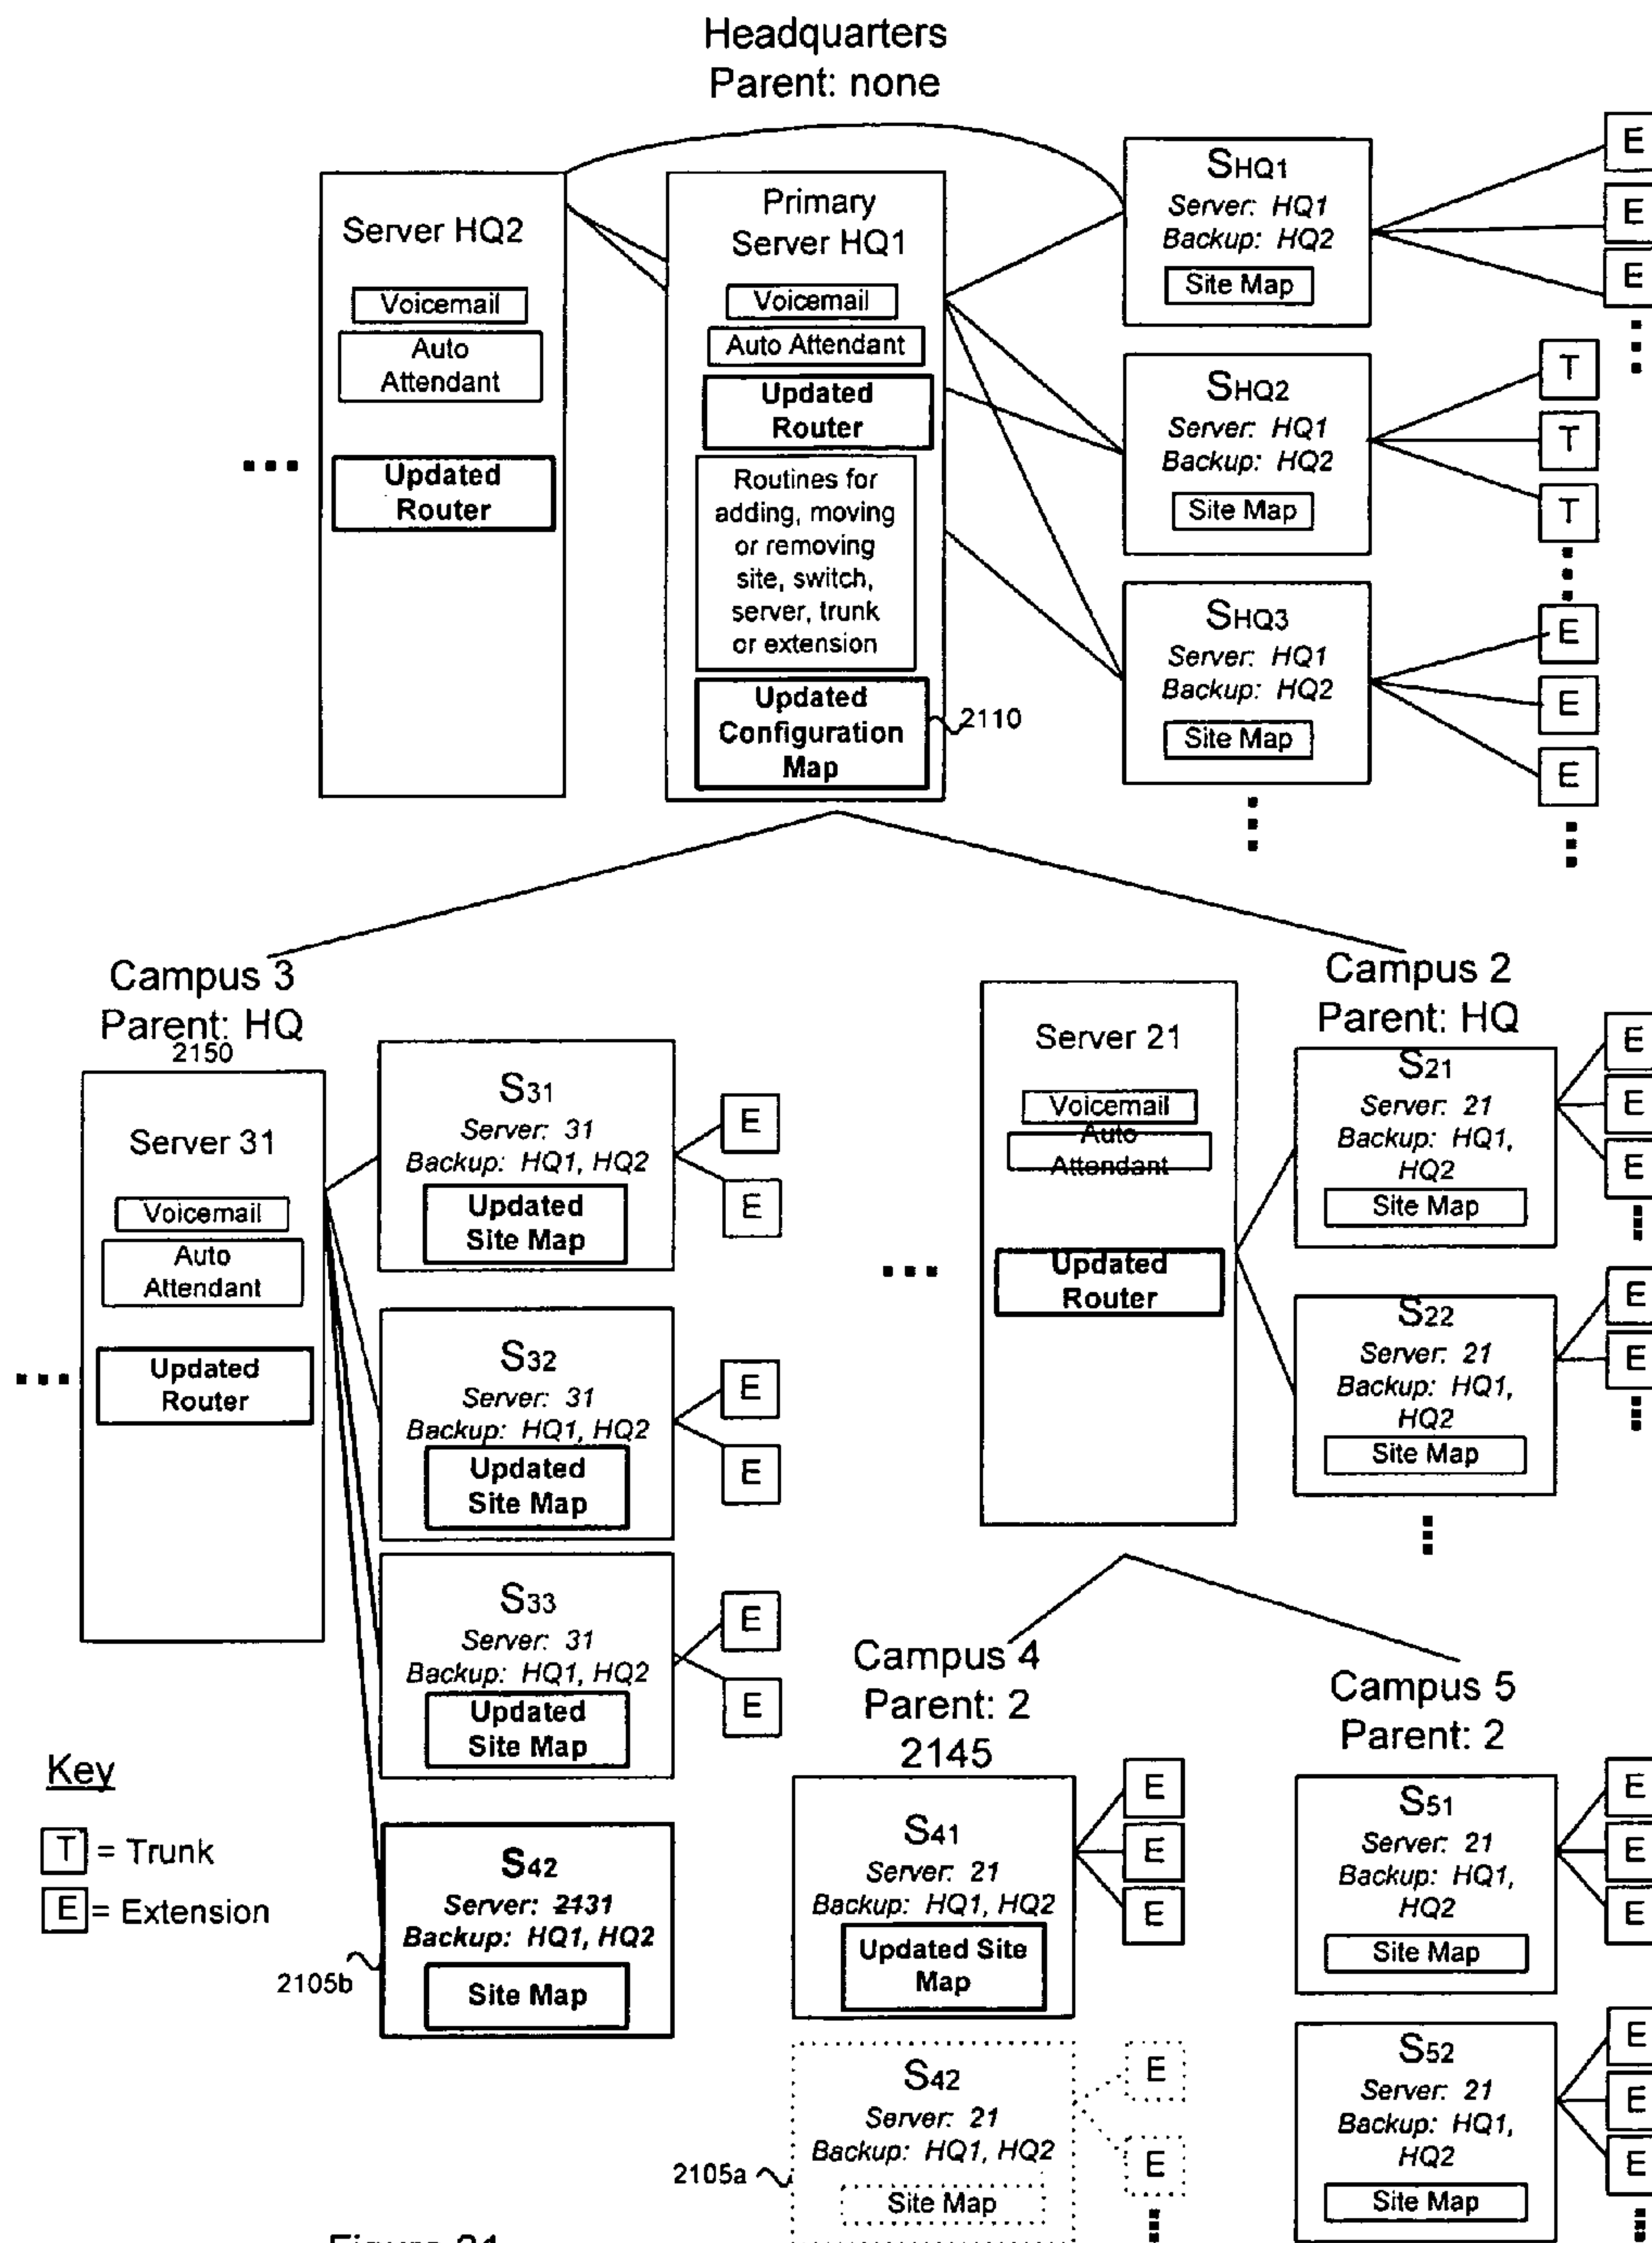 Headquarters
Parent: none
Server HQ2
Voicemail
Auto
Attendant
Updated
Router
Primary
Server HQ1
Voicemail
Auto Attendant
Updated
Router
Routines for
adding, moving
or removing
site, switch,
server, trunk
or extension
Updated
Configuration
Map
2110
SHQ1
Server: HQ1
Backup: HQ2
Site Map
E
E
E
SHQ2
Server: HQ1
Backup: HQ2
Site Map
T
T
T
SHQ3
Server: HQ1
Backup: HQ2
Site Map
E
E
E
Campus 3
Parent: HQ
2150
Server 31
Voicemail
Auto
Attendant
Updated
Router
S31
Server: 31
Backup: HQ1, HQ2
Updated
Site Map
E
E
S32
Server: 31
Backup: HQ1, HQ2
Updated
Site Map
E
E
S33
Server: 31
Backup: HQ1, HQ2
Updated
Site Map
E
E
S42
Server: 2131
Backup: HQ1, HQ2
Site Map
2105b
Campus 2
Parent: HQ
Server 21
Voicemail
Auto
Attendant
Updated
Router
S21
Server: 21
Backup: HQ1,
HQ2
Site Map
E
E
E
S22
Server: 21
Backup: HQ1,
HQ2
Site Map
E
E
Campus 4
Parent: 2
2145
S41
Server: 21
Backup: HQ1, HQ2
Updated Site
Map
E
E
E
S42
Server: 21
Backup: HQ1, HQ2
Site Map
2105a
E
E
Campus 5
Parent: 2
S51
Server: 21
Backup: HQ1,
HQ2
Site Map
E
E
E
S52
Server: 21
Backup: HQ1,
HQ2
Site Map
E
E
E
Key
T = Trunk
E = Extension
Figure 21